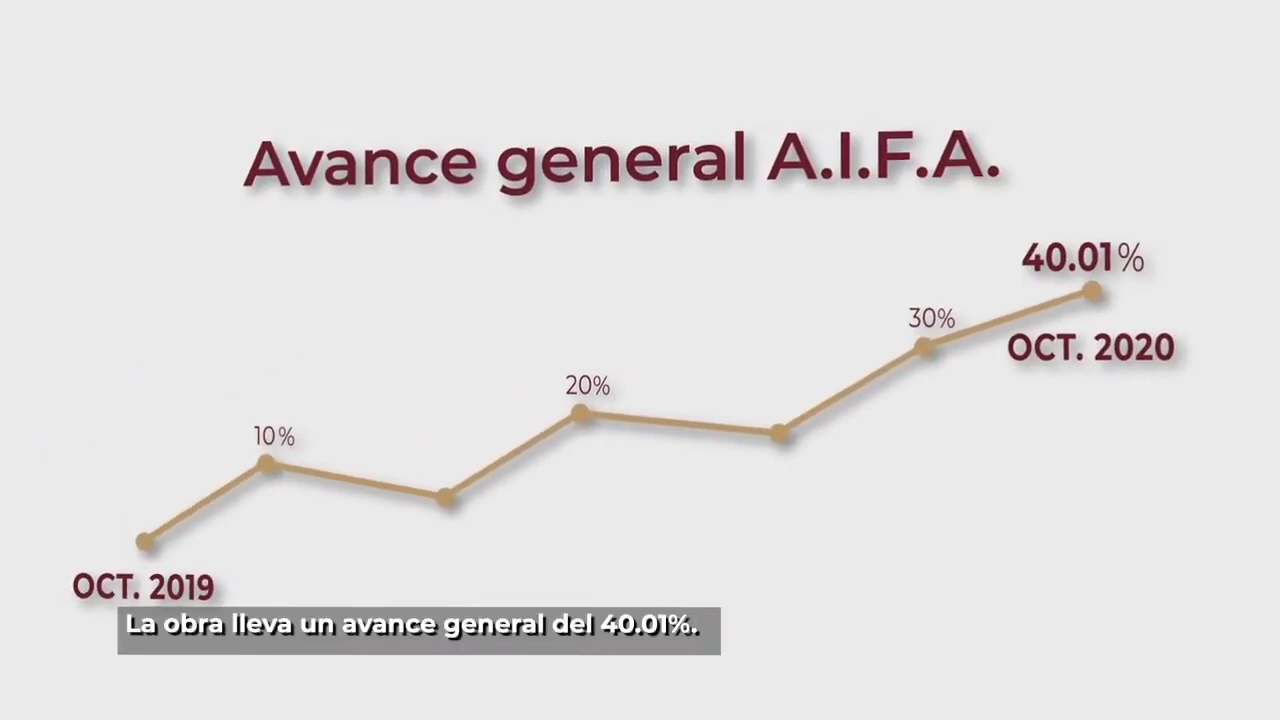 Avance general A.I.F.A.
40.01%
30%
OCT. 2020
20%
10%
OCT. 2019
La obra lleva un avance general del 40.01%.